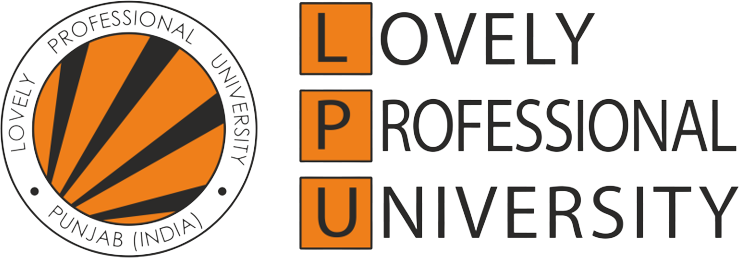 LOVELY PROFESSIONAL UNIVERSITY
• PUNJAB (INDIA) •
LOVELY
PROFESSIONAL
UNIVERSITY